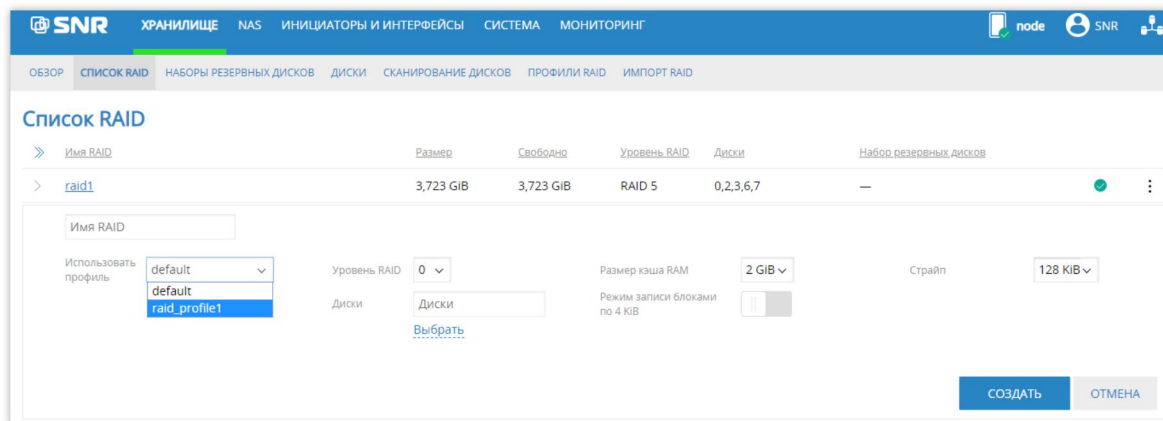 SNR ХРАНИЛИЩЕ NAS ИНИЦИАТОРЫ И ИНТЕРФЕЙСЫ СИСТЕМА МОНИТОРИНГ node SNR
ОБЗОР СПИСОК RAID НАБОРЫ РЕЗЕРВНЫХ ДИСКОВ ДИСКИ СКАНИРОВАНИЕ ДИСКОВ ПРОФИЛИ RAID ИМПОРТ RAID
Список RAID
Имя RAID Размер Свободно Уровень RAID Диски Набор резервных дисков
raid1 3,723 GiB 3,723 GiB RAID 5 0,2,3,6,7 —
Имя RAID
Использовать профиль default Уровень RAID 0 Размер кэша RAM 2 GiB Страйп 128 KiB
default
raid_profile1
Диски Диски Режим записи блоками по 4 KiB
Выбрать
СОЗДАТЬ ОТМЕНА